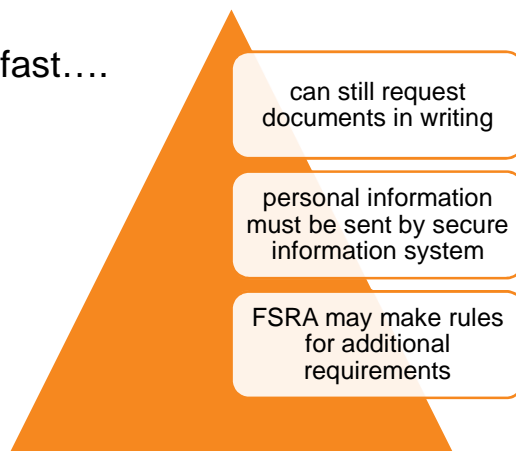 fast….
can still request
documents in writing
personal information
must be sent by secure
information system
FSRA may make rules
for additional
requirements